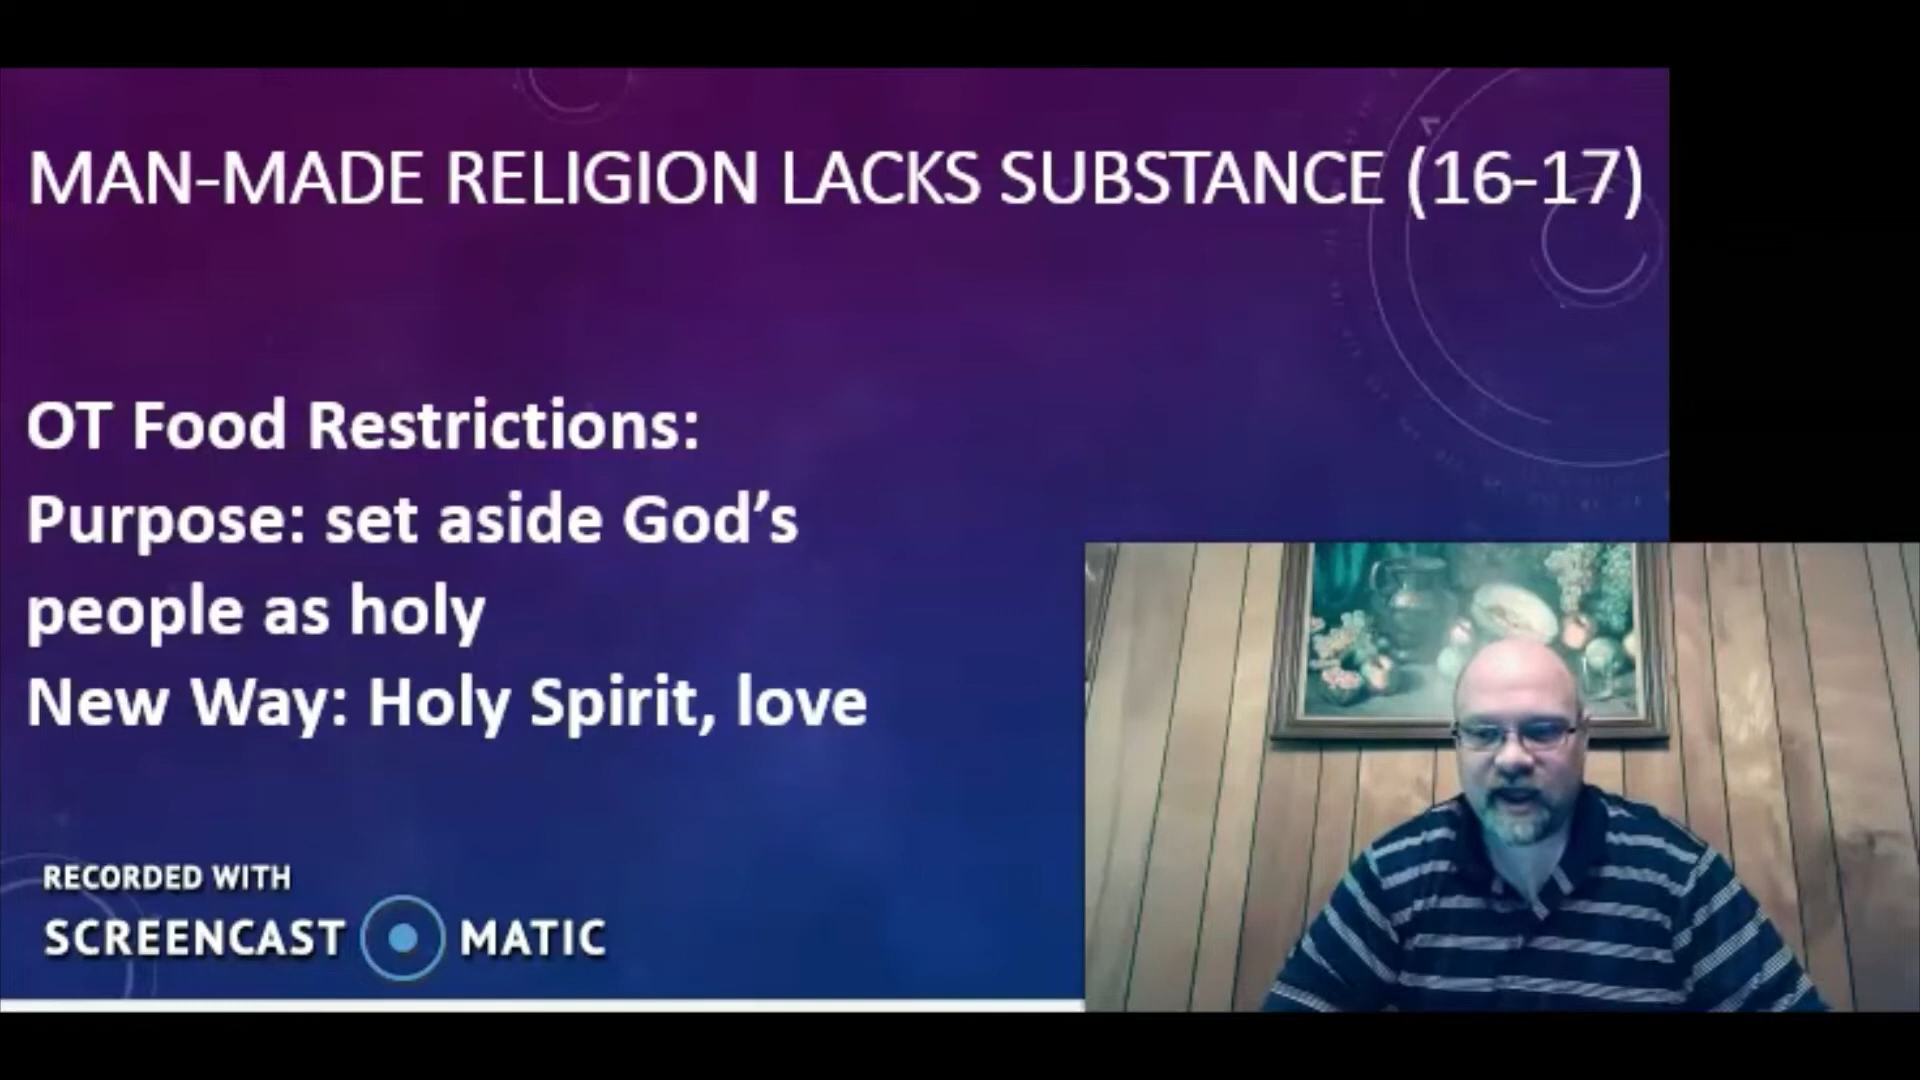 MAN-MADE RELIGION LACKS SUBSTANCE (16-17)
OT Food Restrictions:
Purpose: set aside God's
people as holy
New Way: Holy Spirit, love
RECORDED WITH
SCREENCAST MATIC